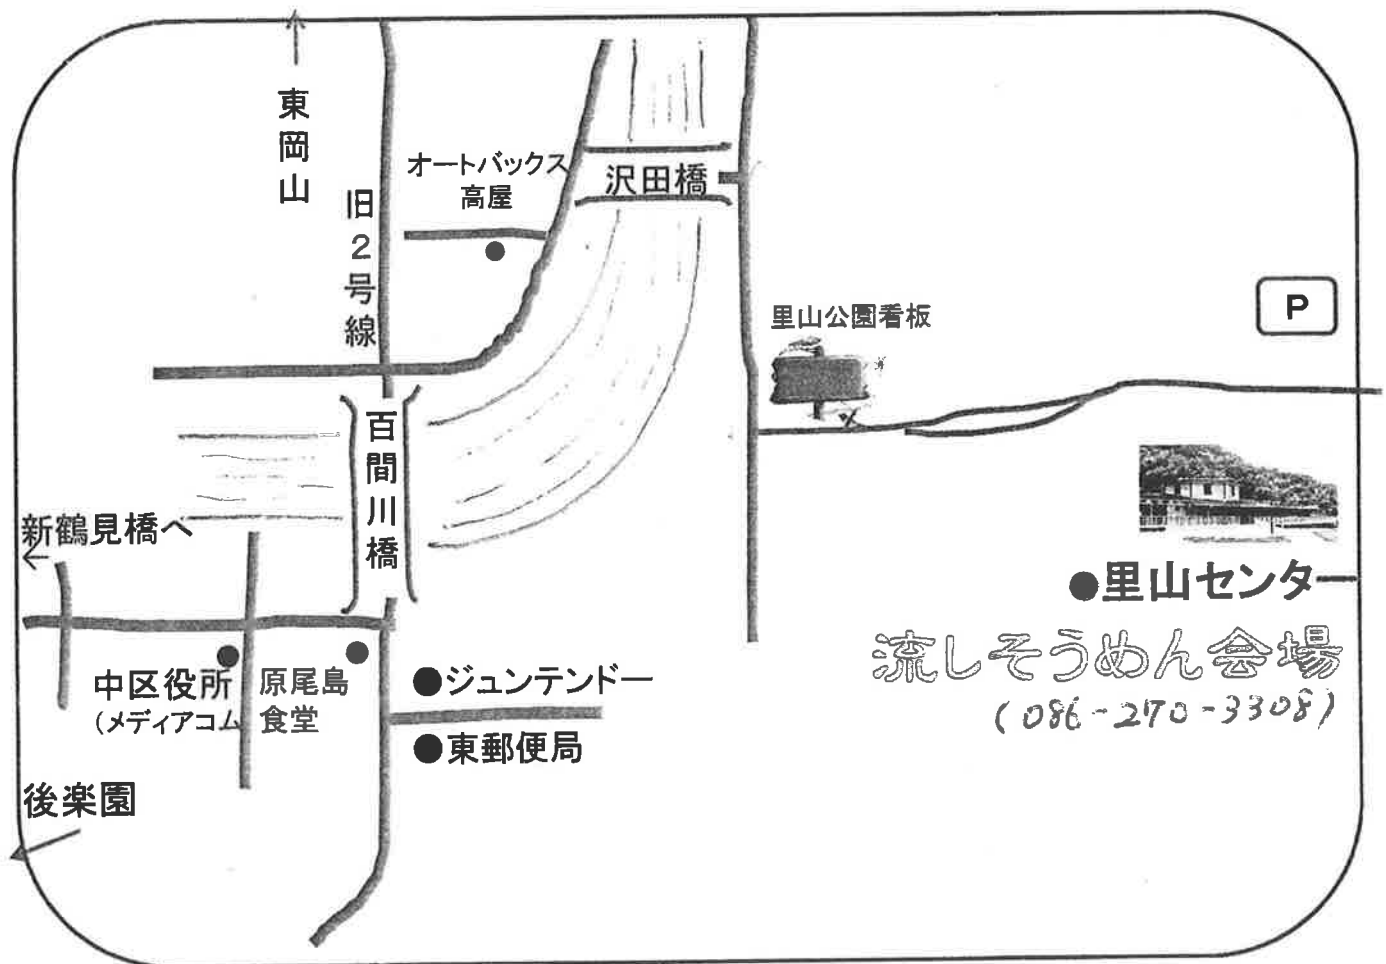 東岡山
旧2号線
オートバックス
高屋
沢田橋
里山公園看板
P
百間川橋
新鶴見橋へ
●里山センター
流しそうめん会場
(086-270-3308)
中区役所
(メディアコム
原尾島
食堂
●ジュンテンドー
●東郵便局
後楽園